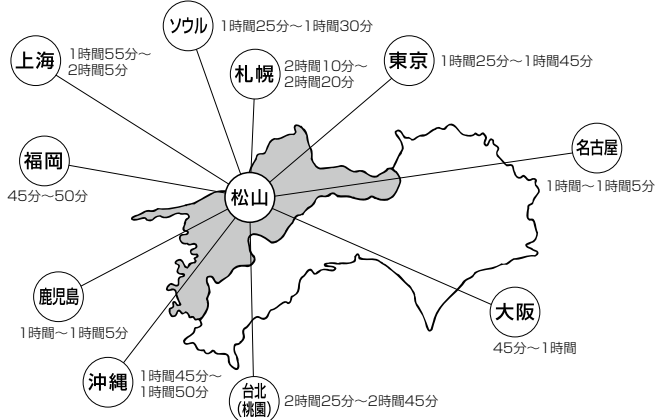 ソウル
1時間25分～1時間30分
上海
1時間55分～
2時間5分
札幌
2時間10分～
2時間20分
東京
1時間25分～1時間45分
福岡
45分～50分
名古屋
1時間～1時間5分
松山
鹿児島
1時間～1時間5分
大阪
45分～1時間
沖縄
1時間45分～
1時間50分
台北
(桃園)
2時間25分～2時間45分